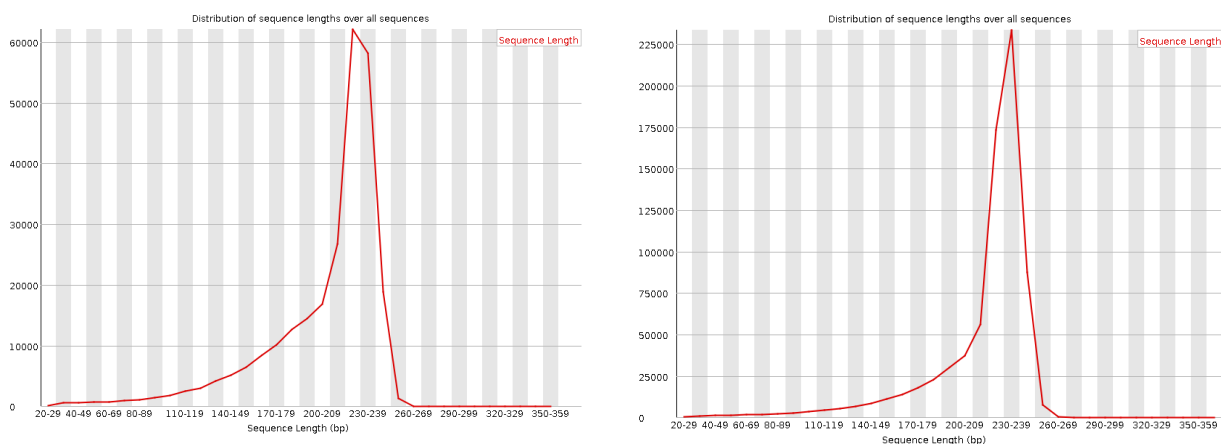 Distribution of sequence lengths over all sequences
Sequence Length
60000
50000
40000
30000
20000
10000
0
20-29 40-49 60-69 80-89 110-119 140-149 170-179 200-209 230-239 260-269 290-299 320-329 350-359
Sequence Length (bp)
Distribution of sequence lengths over all sequences
Sequence Length
225000
200000
175000
150000
125000
100000
75000
50000
25000
0
20-29 40-49 60-69 80-89 110-119 140-149 170-179 200-209 230-239 260-269 290-299 320-329 350-359
Sequence Length (bp)